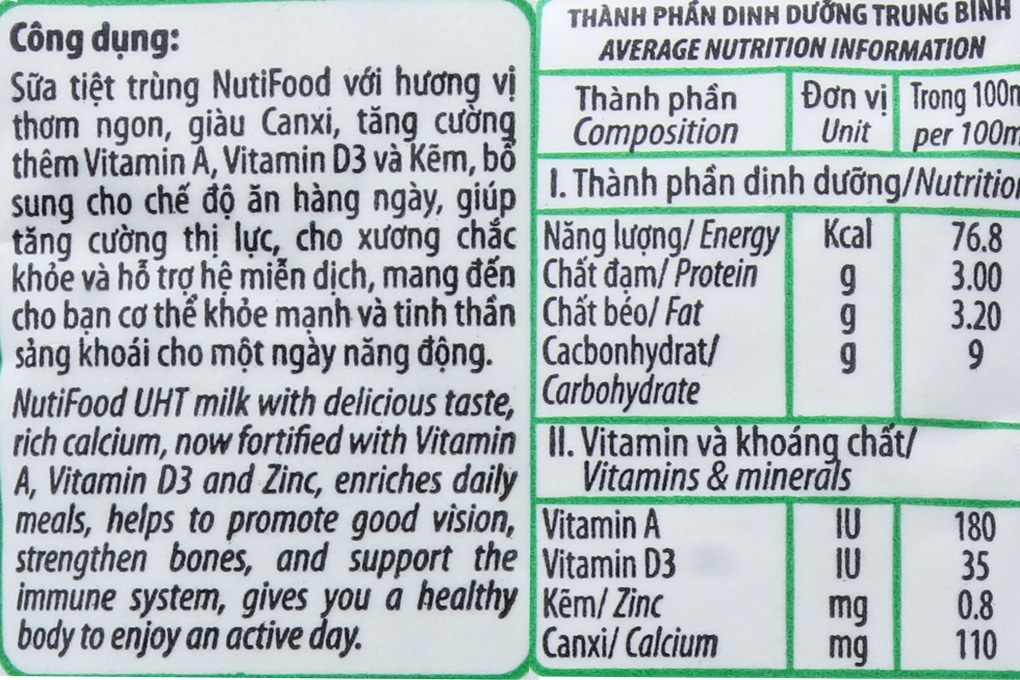 Công dụng:
Sữa tiệt trùng NutiFood với hương vị
thơm ngon, giàu Canxi, tăng cường
thêm Vitamin A, Vitamin D3 và Kẽm, bổ
sung cho chế độ ăn hàng ngày, giúp
tăng cường thị lực, cho xương chắc
khỏe và hỗ trợ hệ miễn dịch, mang đến
cho bạn cơ thể khỏe mạnh và tinh thần
sảng khoái cho một ngày năng động.
NutiFood UHT milk with delicious taste,
rich calcium, now fortified with Vitamin
A, Vitamin D3 and Zinc, enriches daily
meals, helps to promote good vision,
strengthen bones, and support the
immune system, gives you a healthy
body to enjoy an active day.
THÀNH PHẦN DINH DƯỠNG TRUNG BÌNH
AVERAGE NUTRITION INFORMATION
Thành phần Đơn vị Trong 100m
Composition Unit per 100m
I. Thành phần dinh dưỡng/Nutrition
Năng lượng/ Energy Kcal 76.8
Chất đạm/ Protein g 3.00
Chất béo/ Fat g 3.20
Cacbonhydrat/ g 9
Carbohydrate
II. Vitamin và khoáng chất/
Vitamins & minerals
Vitamin A IU 180
Vitamin D3 IU 35
Kẽm/ Zinc mg 0.8
Canxi/ Calcium mg 110